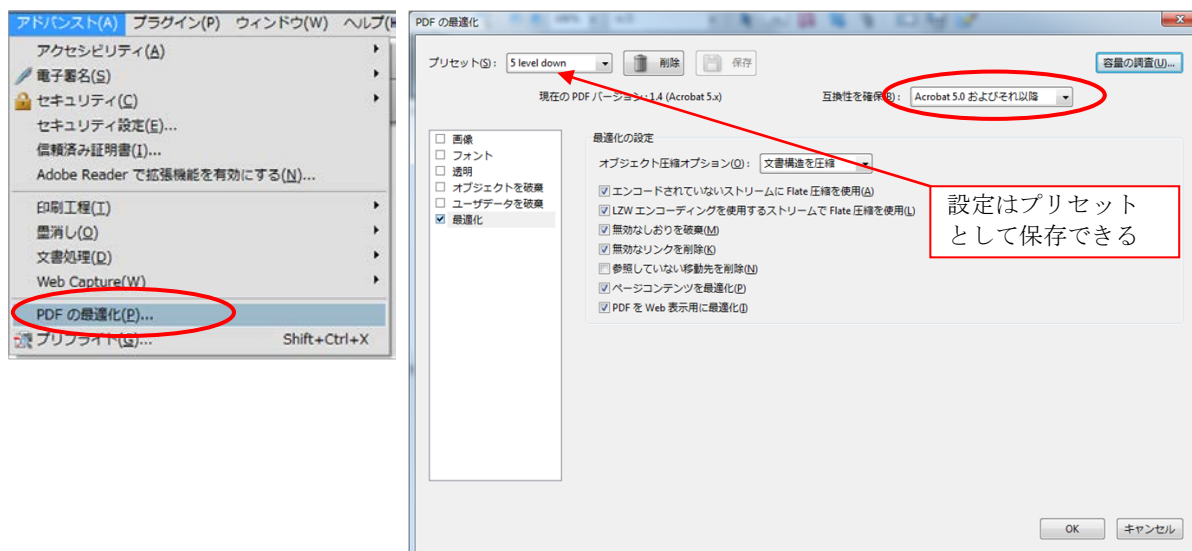 アドバンスト(A) プラグイン(P) ウィンドウ(W) ヘルプ(H
アクセシビリティ(A)
電子署名(S)
セキュリティ(C)
セキュリティ設定(E)...
信頼済み証明書(I)...
Adobe Reader で拡張機能を有効にする(N)...
印刷工程(I)
墨消し(O)
文書処理(D)
Web Capture(W)
PDF の最適化(P)...
プリフライト(G)... Shift+Ctrl+X
PDF の最適化
プリセット(S): 5 level down 削除 保存 容量の調査(U)...
現在の PDF バージョン: 1.4 (Acrobat 5.x) 互換性を確保(B): Acrobat 5.0 およびそれ以降
画像
フォント
透明
オブジェクトを破棄
ユーザデータを破棄
最適化
最適化の設定
オブジェクト圧縮オプション(O): 文書構造を圧縮
エンコードされていないストリームに Flate 圧縮を使用(A)
LZW エンコーディングを使用するストリームで Flate 圧縮を使用(L)
無効なしおりを破棄(M)
無効なリンクを削除(K)
参照していない移動先を削除(N)
ページコンテンツを最適化(P)
PDF を Web 表示用に最適化(I)
設定はプリセット
として保存できる
OK キャンセル